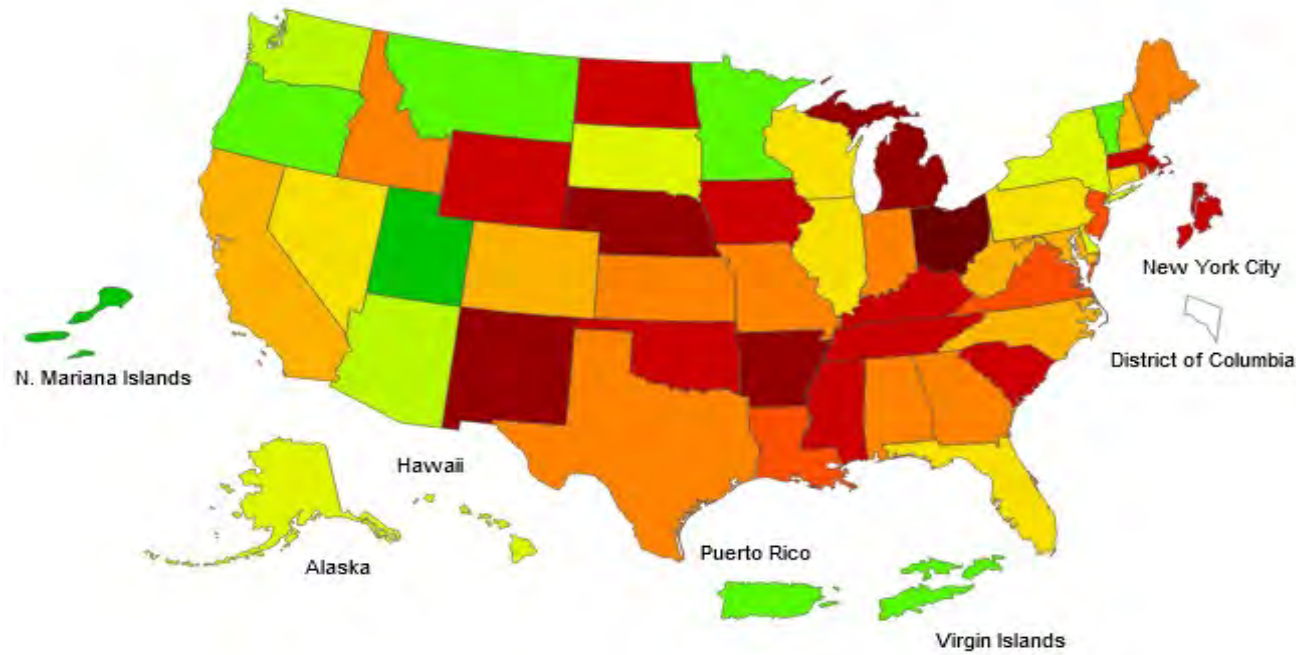 New York City
District of Columbia
N. Mariana Islands
Hawaii
Alaska
Puerto Rico
Virgin Islands